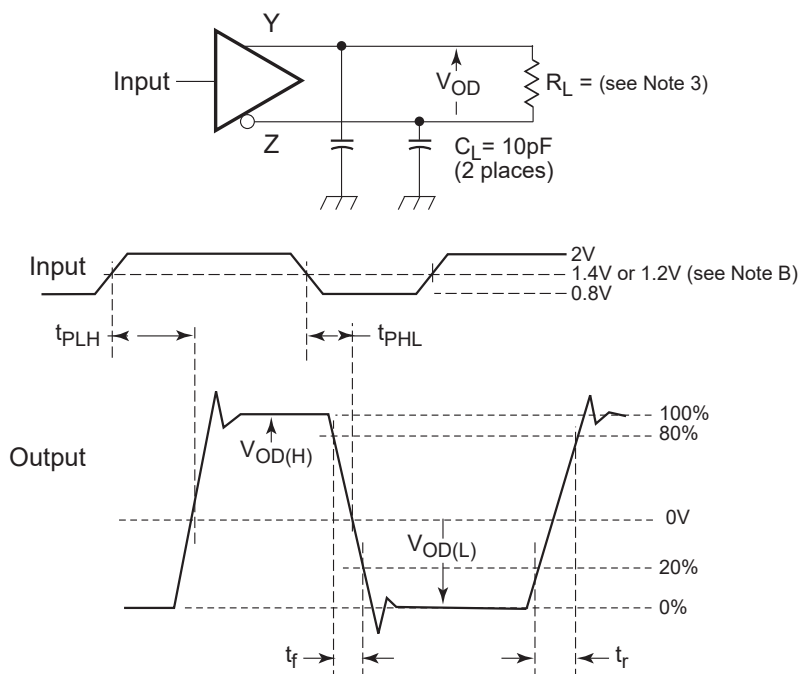 Y
Input
V_OD
R_L = (see Note 3)
Z
C_L = 10pF
(2 places)
Input
2V
1.4V or 1.2V (see Note B)
0.8V
t_PLH
t_PHL
100%
80%
V_OD(H)
Output
0V
V_OD(L)
20%
0%
t_f
t_r